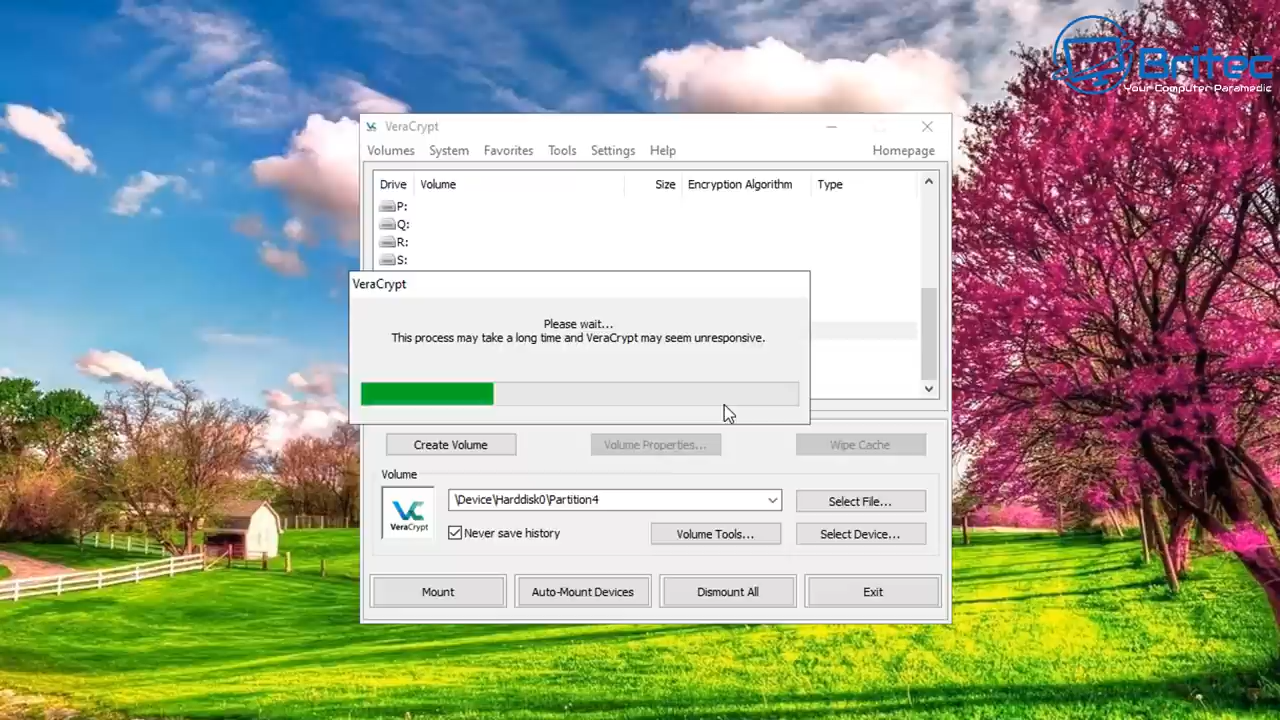 Britec
Your Computer Paramedic
VeraCrypt
Volumes System Favorites Tools Settings Help Homepage
Drive Volume Size Encryption Algorithm Type
P:
Q:
R:
S:
VeraCrypt
Please wait...
This process may take a long time and VeraCrypt may seem unresponsive.
Create Volume Volume Properties... Wipe Cache
Volume
VeraCrypt
\Device\Harddisk0\Partition4 Select File...
Never save history Volume Tools... Select Device...
Mount Auto-Mount Devices Dismount All Exit